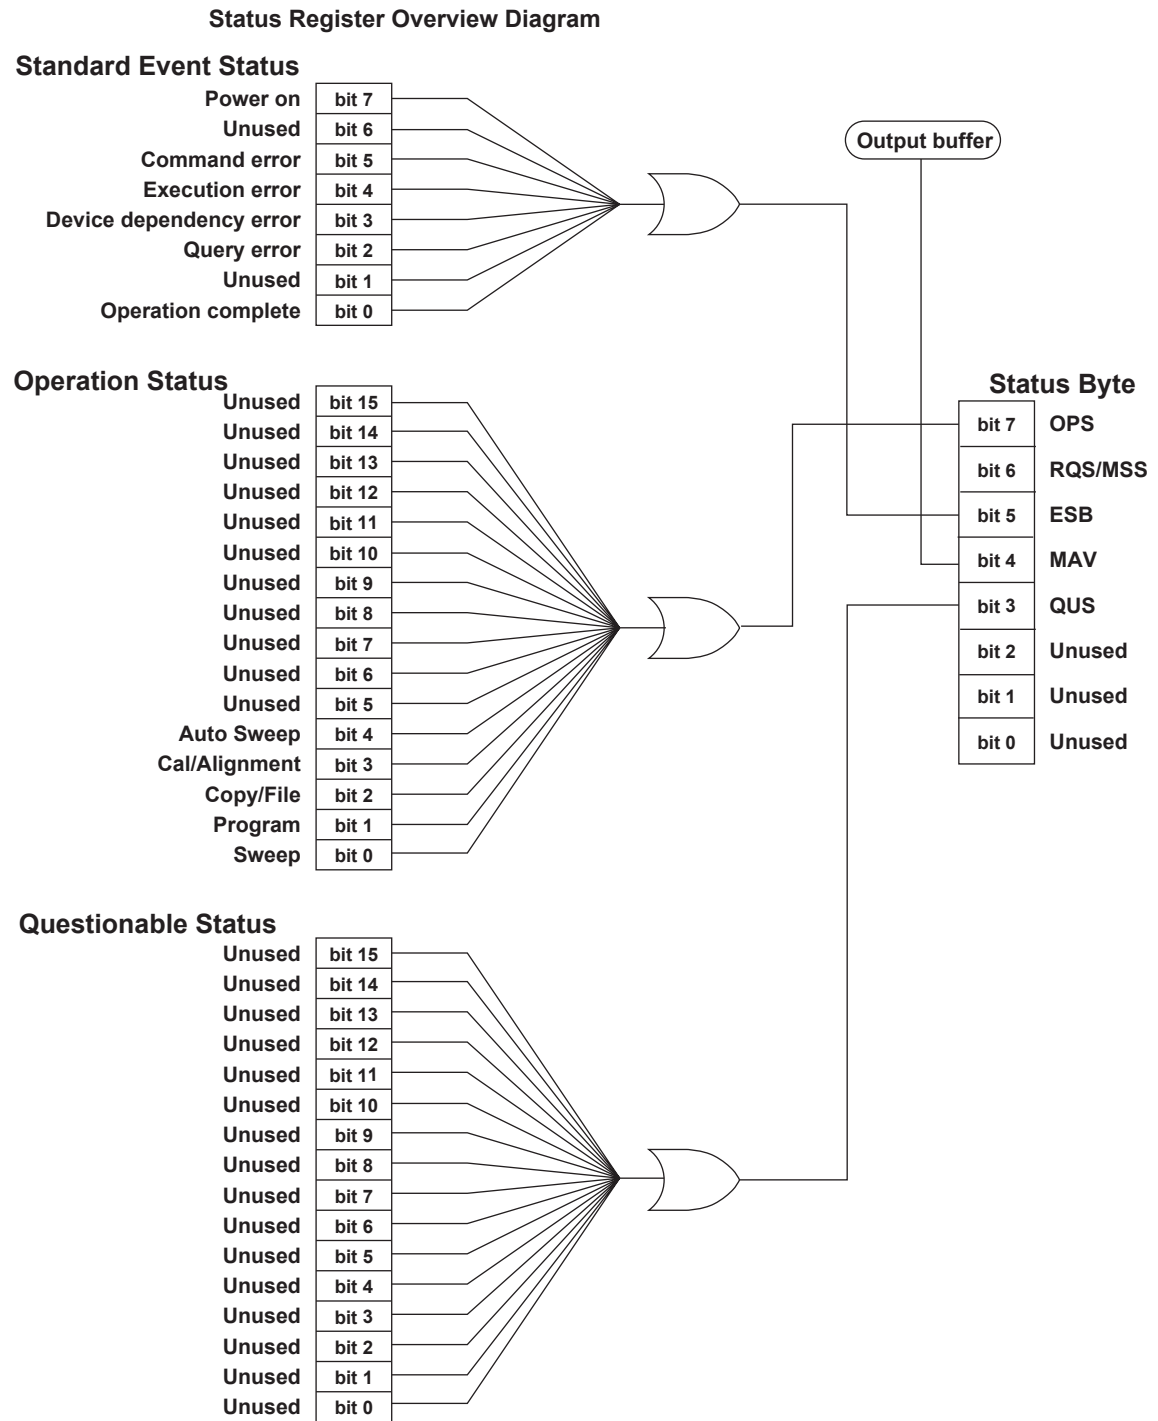 Status Register Overview Diagram
Standard Event Status
Power on bit 7
Unused bit 6
Command error bit 5
Execution error bit 4
Device dependency error bit 3
Query error bit 2
Unused bit 1
Operation complete bit 0
Output buffer
Operation Status
Unused bit 15
Unused bit 14
Unused bit 13
Unused bit 12
Unused bit 11
Unused bit 10
Unused bit 9
Unused bit 8
Unused bit 7
Unused bit 6
Unused bit 5
Auto Sweep bit 4
Cal/Alignment bit 3
Copy/File bit 2
Program bit 1
Sweep bit 0
Status Byte
bit 7 OPS
bit 6 RQS/MSS
bit 5 ESB
bit 4 MAV
bit 3 QUS
bit 2 Unused
bit 1 Unused
bit 0 Unused
Questionable Status
Unused bit 15
Unused bit 14
Unused bit 13
Unused bit 12
Unused bit 11
Unused bit 10
Unused bit 9
Unused bit 8
Unused bit 7
Unused bit 6
Unused bit 5
Unused bit 4
Unused bit 3
Unused bit 2
Unused bit 1
Unused bit 0